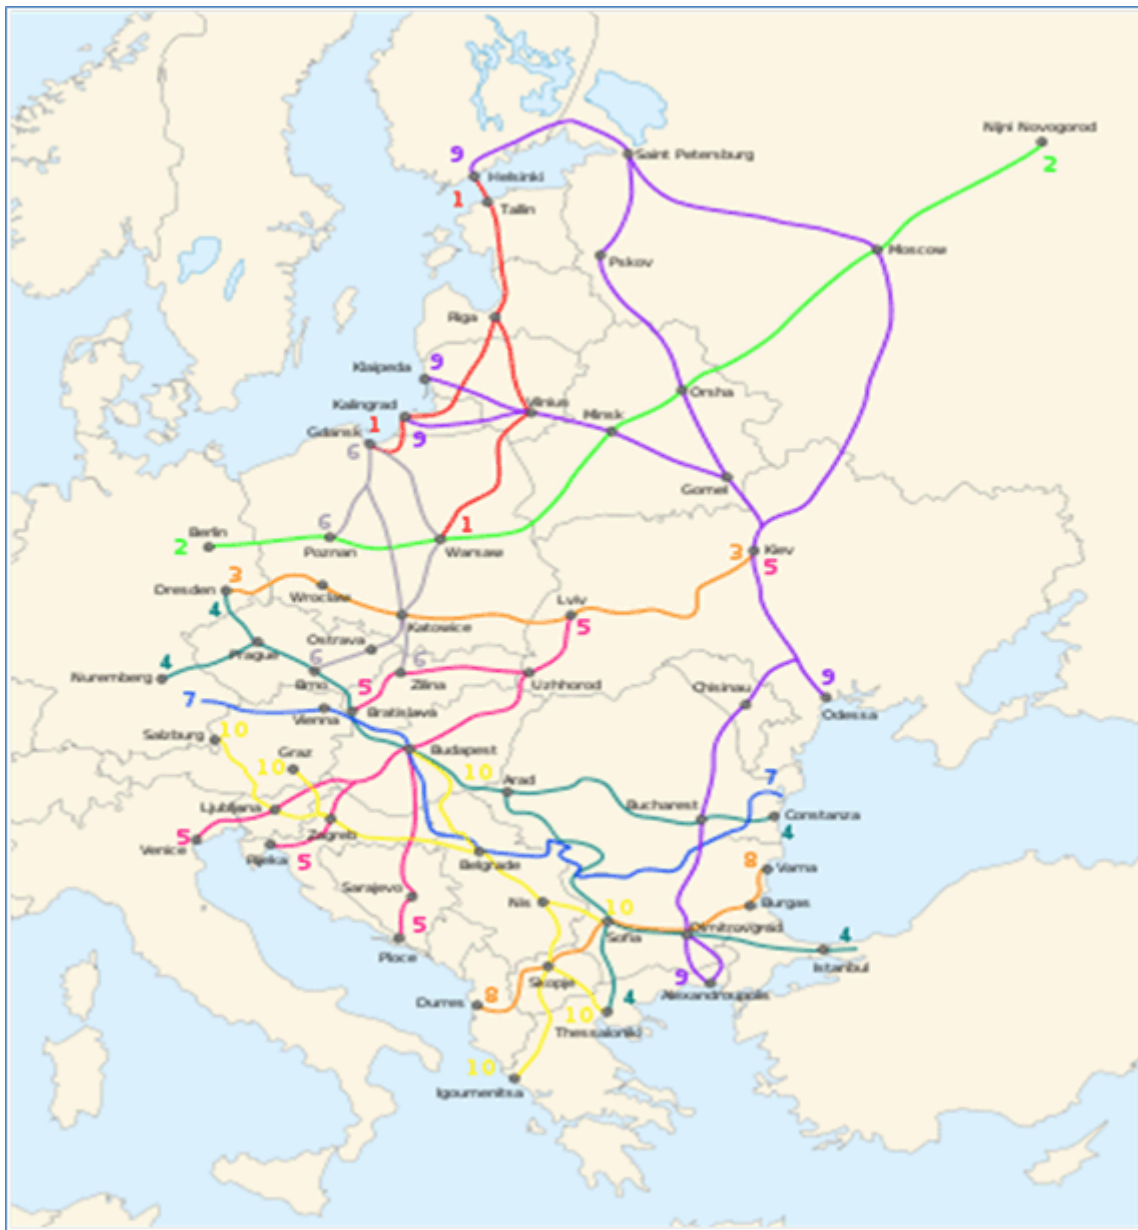 Nijni Novogorod
2
9
Saint Petersburg
Helsinki
1
Tallin
Moscow
Pskov
Riga
Klaipeda
9
Orsha
Kalingrad
Vilnius
Minsk
1
Gdansk
9
6
Gomel
6
1
Berlin
2
Poznan
Warsaw
3
Kiev
5
3
Dresden
Wroclaw
4
Lviv
Katowice
5
Ostrava
Prague
4
6
6
Nuremberg
Brno
Zilina
Uzhhorod
5
Chisinau
9
7
Vienna
Bratislava
Odessa
Salzburg
10
Graz
Budapest
10
10
Arad
7
Ljubljana
Bucharest
Constanza
5
Zagreb
4
Venice
Rijeka
5
Belgrade
8
Varna
Sarajevo
Nis
10
Burgas
5
Sofia
Dimitrovgrad
4
Ploce
Istanbul
Skopje
9
Durres
8
4
Alexandroupolis
10
Thessaloniki
10
Igoumenitsa